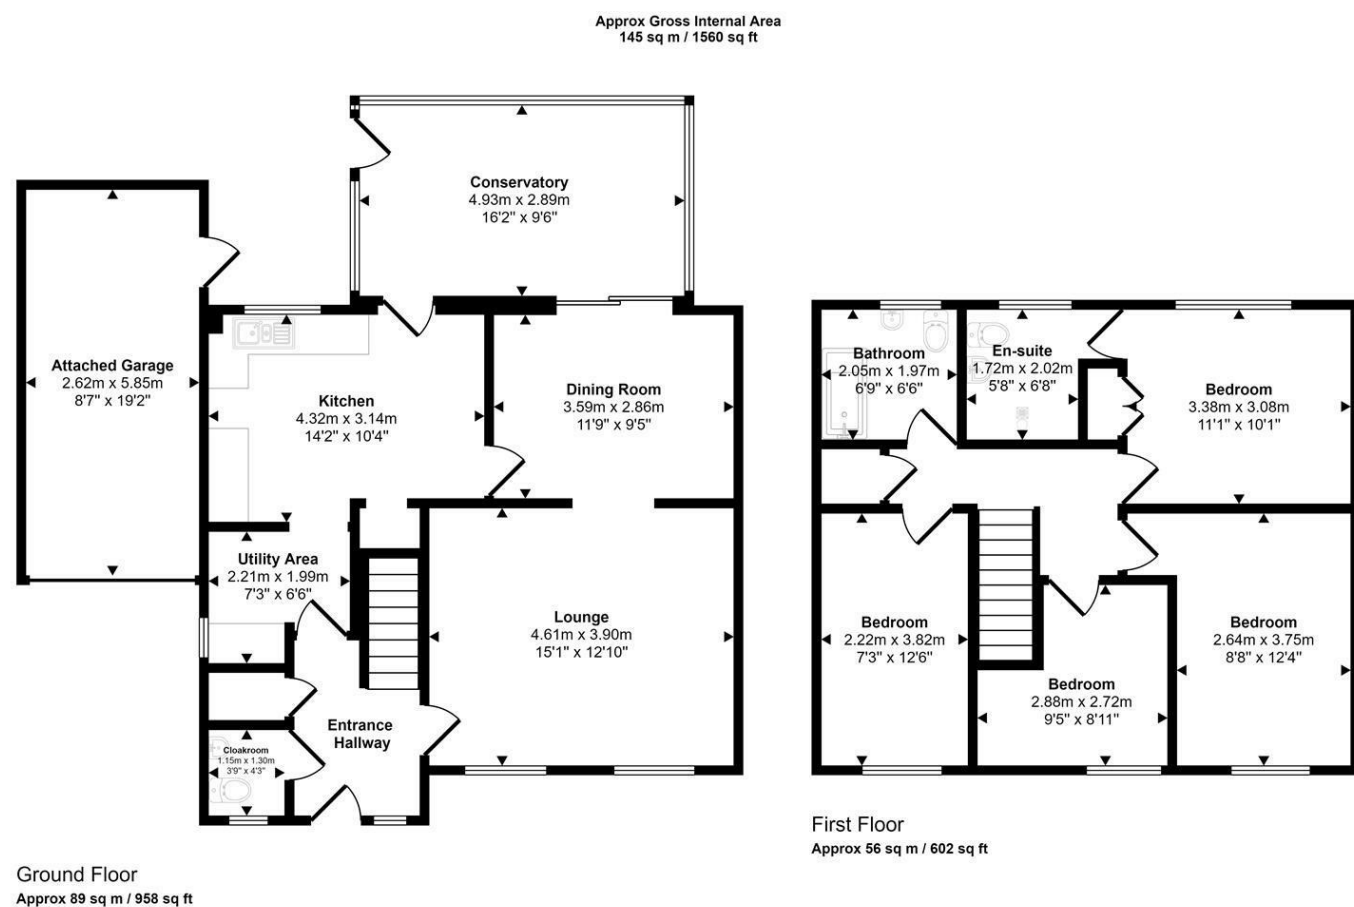 Approx Gross Internal Area
145 sq m / 1560 sq ft
Conservatory
4.93m x 2.89m
16'2" x 9'6"
Attached Garage
2.62m x 5.85m
8'7" x 19'2"
Kitchen
4.32m x 3.14m
14'2" x 10'4"
Dining Room
3.59m x 2.86m
11'9" x 9'5"
Utility Area
2.21m x 1.99m
7'3" x 6'6"
Lounge
4.61m x 3.90m
15'1" x 12'10"
Entrance
Hallway
Cloakroom
1.15m x 1.30m
3'9" x 4'3"
Ground Floor
Approx 89 sq m / 958 sq ft
Bathroom
2.05m x 1.97m
6'9" x 6'6"
En-suite
1.72m x 2.02m
5'8" x 6'8"
Bedroom
3.38m x 3.08m
11'1" x 10'1"
Bedroom
2.22m x 3.82m
7'3" x 12'6"
Bedroom
2.88m x 2.72m
9'5" x 8'11"
Bedroom
2.64m x 3.75m
8'8" x 12'4"
First Floor
Approx 56 sq m / 602 sq ft